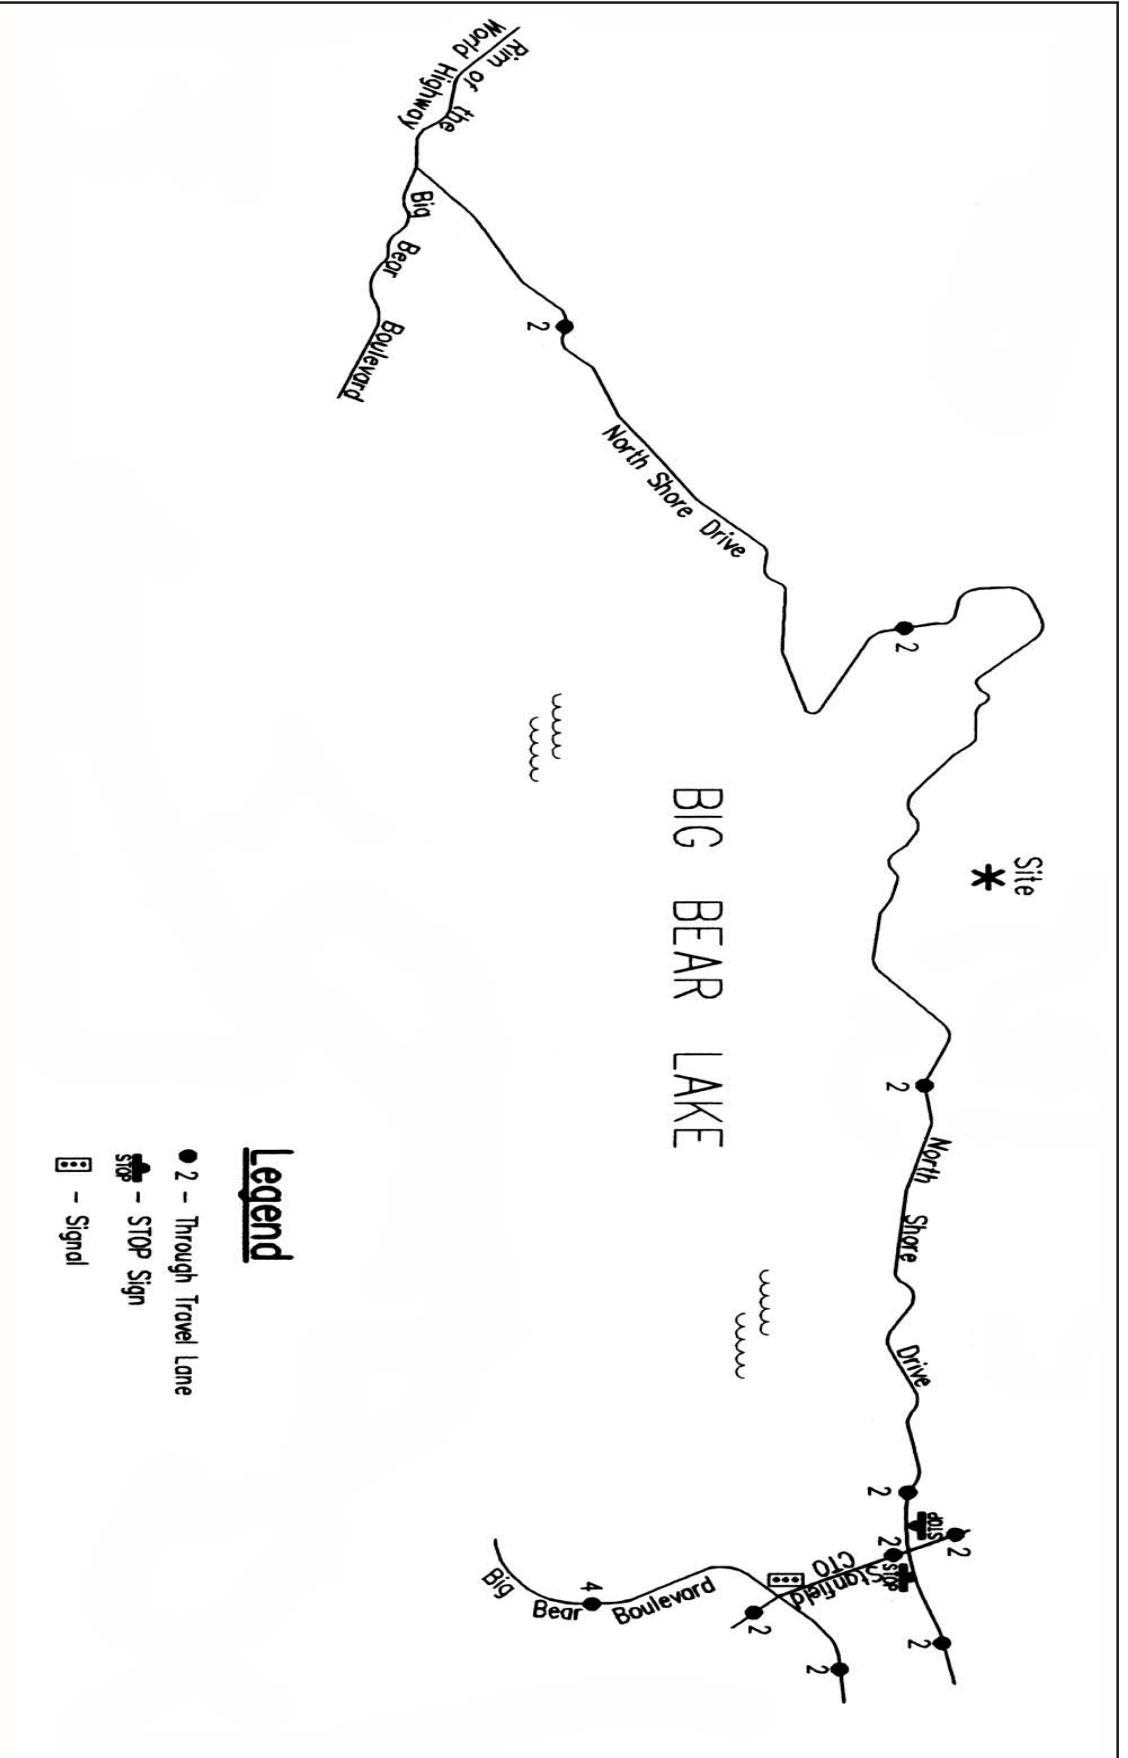 Rim of the
World Highway
Big Bear Boulevard
2
North Shore Drive
2
Site
BIG BEAR LAKE
2
North Shore Drive
2
STOP
2
2
STOP
Stanfield
CTO
2
2
2
Big Bear Boulevard
4
Legend
2 - Through Travel Lane
STOP - STOP Sign
- Signal